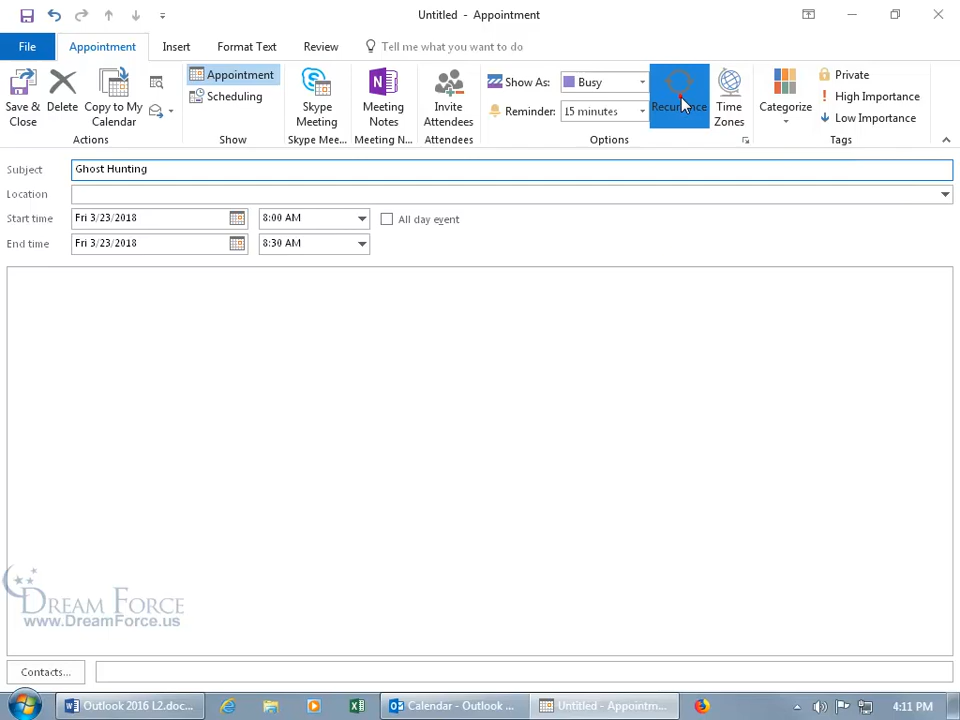 Untitled - Appointment
File
Appointment
Insert
Format Text
Review
Tell me what you want to do
Save & Close
Delete
Copy to My Calendar
Actions
Appointment
Scheduling
Show
Skype Meeting
Skype Mee...
Meeting Notes
Meeting N...
Invite Attendees
Attendees
Show As:
Busy
Reminder:
15 minutes
Recurrence
Time Zones
Options
Categorize
Private
High Importance
Low Importance
Tags
Subject
Ghost Hunting
Location
Start time
Fri 3/23/2018
8:00 AM
All day event
End time
Fri 3/23/2018
8:30 AM
DREAM FORCE
www.DreamForce.us
Contacts...
Outlook 2016 L2.doc...
Calendar - Outlook ...
Untitled - Appointm...
4:11 PM